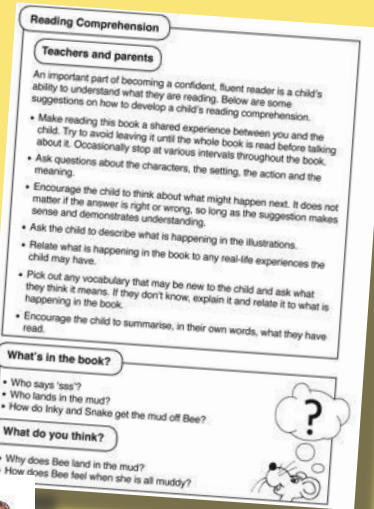 Reading Comprehension
Teachers and parents
An important part of becoming a confident, fluent reader is a child's
ability to understand what they are reading. Below are some
suggestions on how to develop a child's reading comprehension.
• Make reading this book a shared experience between you and the
child. Try to avoid leaving it until the whole book is read before talking
about it. Occasionally stop at various intervals throughout the book.
• Ask questions about the characters, the setting, the action and the
meaning.
• Encourage the child to think about what might happen next. It does not
matter if the answer is right or wrong, so long as the suggestion makes
sense and demonstrates understanding.
• Ask the child to describe what is happening in the illustrations.
• Relate what is happening in the book to any real-life experiences the
child may have.
• Pick out any vocabulary that may be new to the child and ask what
they think it means. If they don't know, explain it and relate it to what is
happening in the book.
• Encourage the child to summarise, in their own words, what they have
read.
What's in the book?
• Who says 'sss'?
• Who lands in the mud?
• How do Inky and Snake get the mud off Bee?
?
What do you think?
• Why does Bee land in the mud?
• How does Bee feel when she is all muddy?